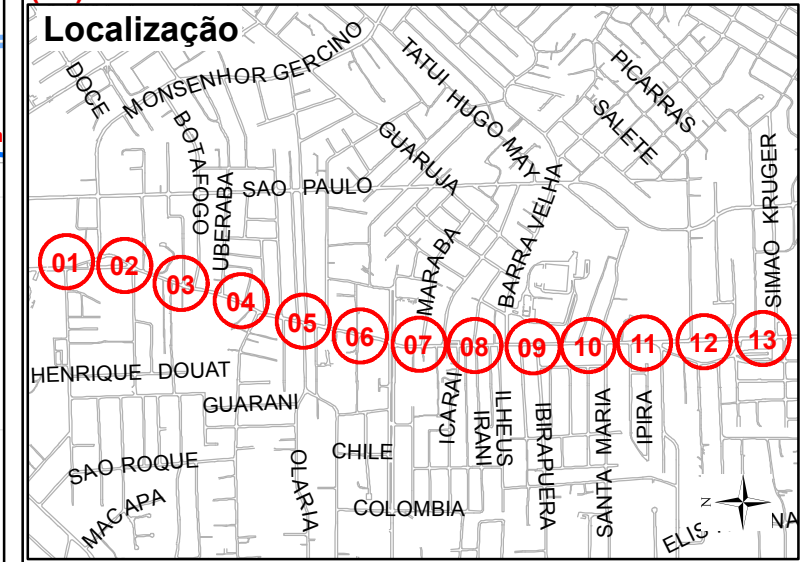 Localização
DOCE
MONSENHOR GERCINO
TATUI
HUGO MAY
PICARRAS
SALETE
BOTAFOGO
GUARUJA
UBERABA
SAO PAULO
BARRA VELHA
SIMAO KRUGER
MARABA
01
02
03
04
05
06
07
08
09
10
11
12
13
HENRIQUE DOUAT
GUARANI
ICARAI
IRANI
ILHEUS
IBIRAPUERA
SANTA MARIA
IPIRA
SAO ROQUE
MACAPA
OLARIA
CHILE
COLOMBIA
N